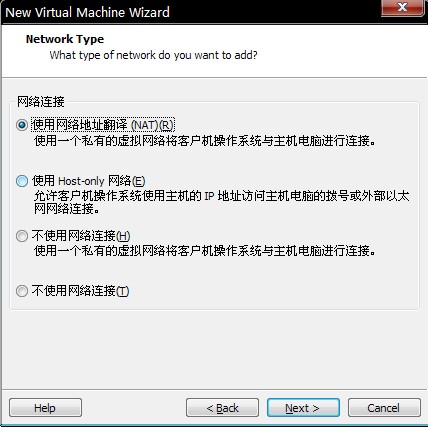 New Virtual Machine Wizard
Network Type
What type of network do you want to add?
网络连接
使用网络地址翻译 (NAT)(R)
使用一个私有的虚拟网络将客户机操作系统与主机电脑进行连接。
使用 Host-only 网络(E)
允许客户机操作系统使用主机的 IP 地址访问主机电脑的拨号或外部以太
网网络连接。
不使用网络连接(H)
使用一个私有的虚拟网络将客户机操作系统与主机电脑进行连接。
不使用网络连接(T)
Help
< Back
Next >
Cancel